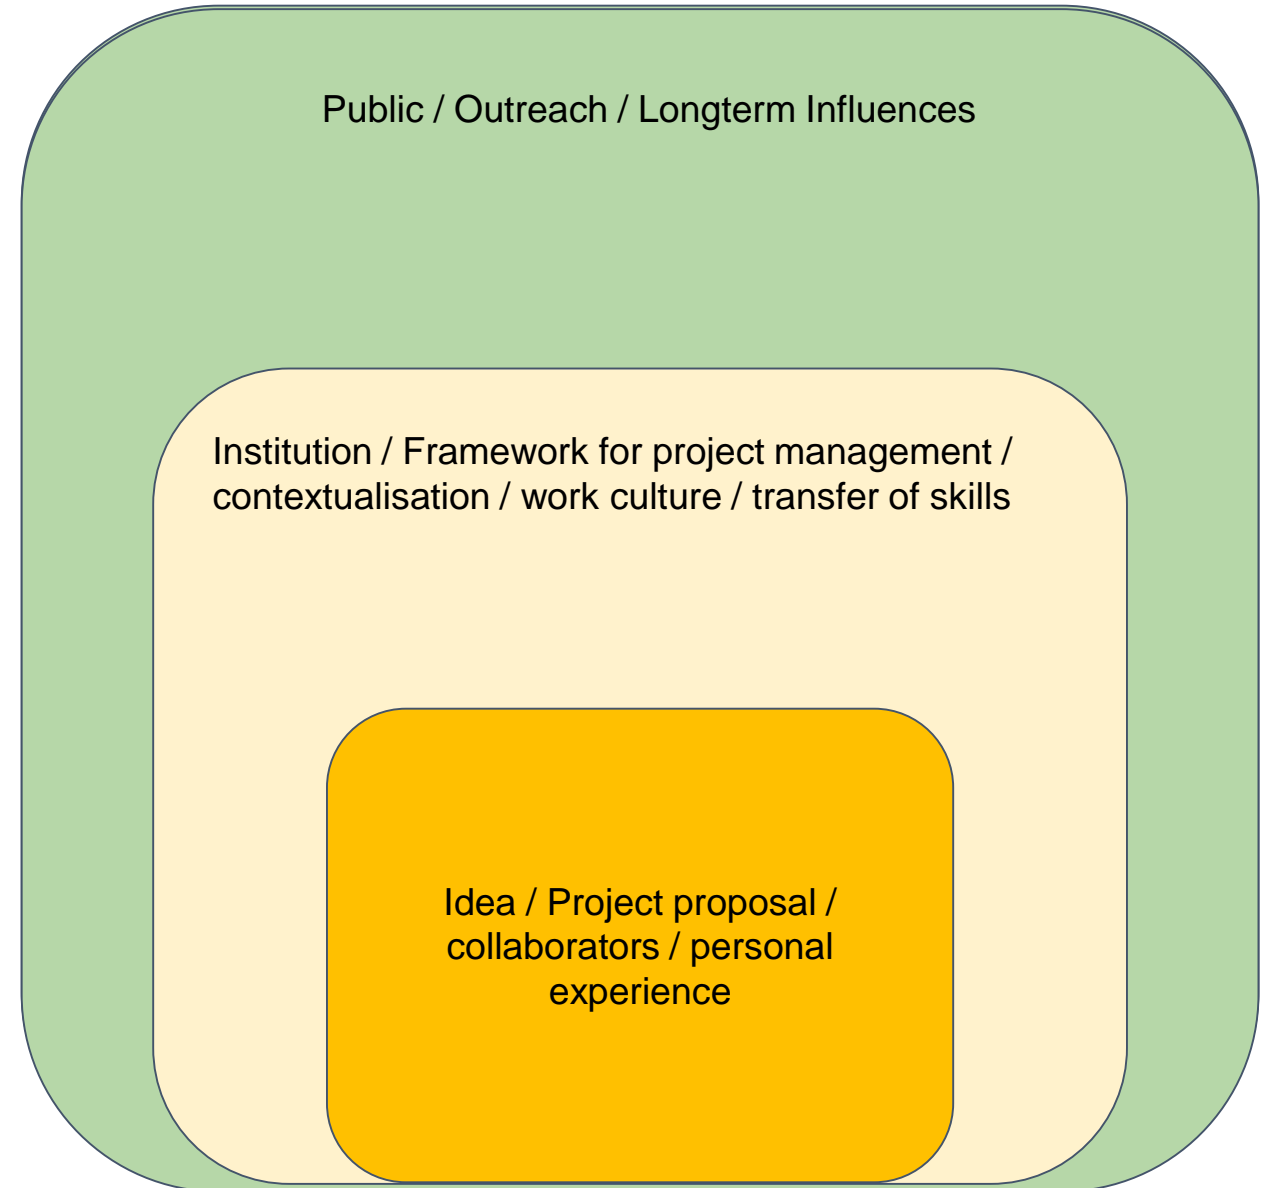 Public / Outreach / Longterm Influences
Institution / Framework for project management /
contextualisation / work culture / transfer of skills
Idea / Project proposal /
collaborators / personal
experience